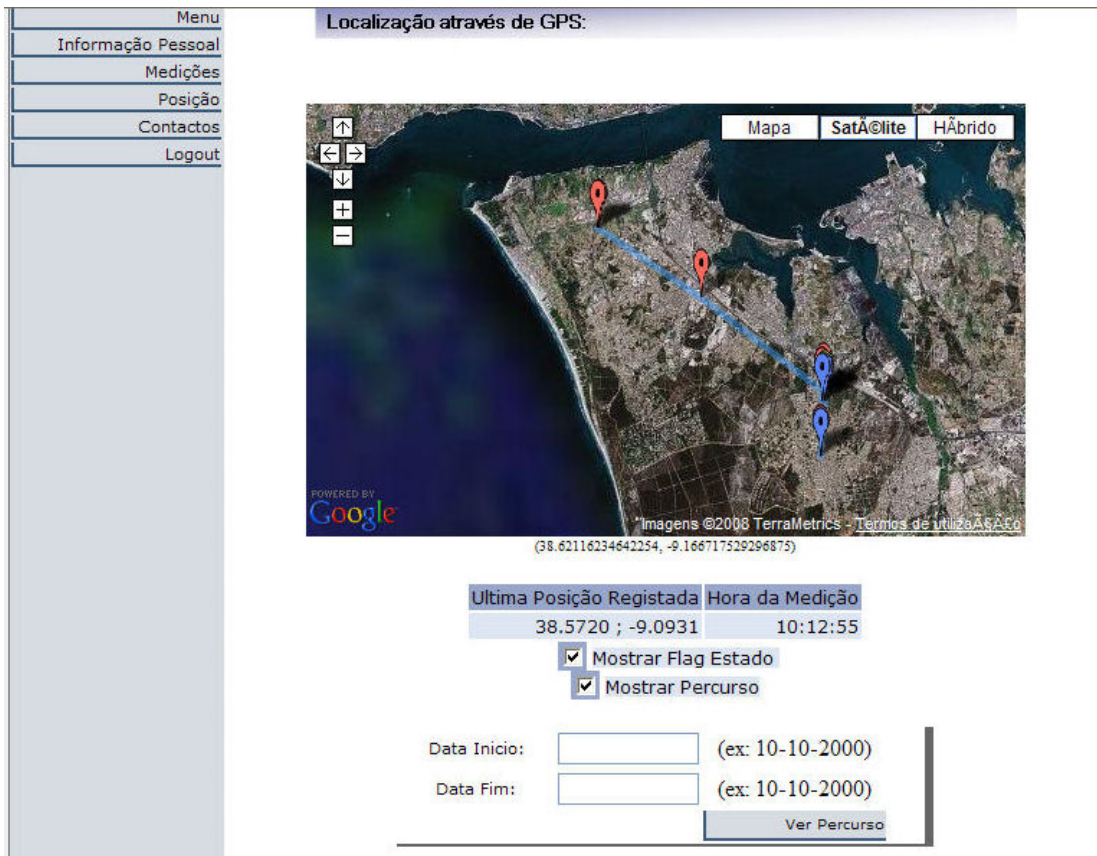 Menu
Informação Pessoal
Medições
Posição
Contactos
Logout
Localização através de GPS:
Mapa
SatÃ©lite
HÃbrido
POWERED BY
Google
Imagens ©2008 TerraMetrics - Termos de utilizaÃ§Ã£o
(38.62116234642254, -9.166717529296875)
Ultima Posição Registada Hora da Medição
38.5720 ; -9.0931 10:12:55
Mostrar Flag Estado
Mostrar Percurso
Data Inicio: (ex: 10-10-2000)
Data Fim: (ex: 10-10-2000)
Ver Percurso